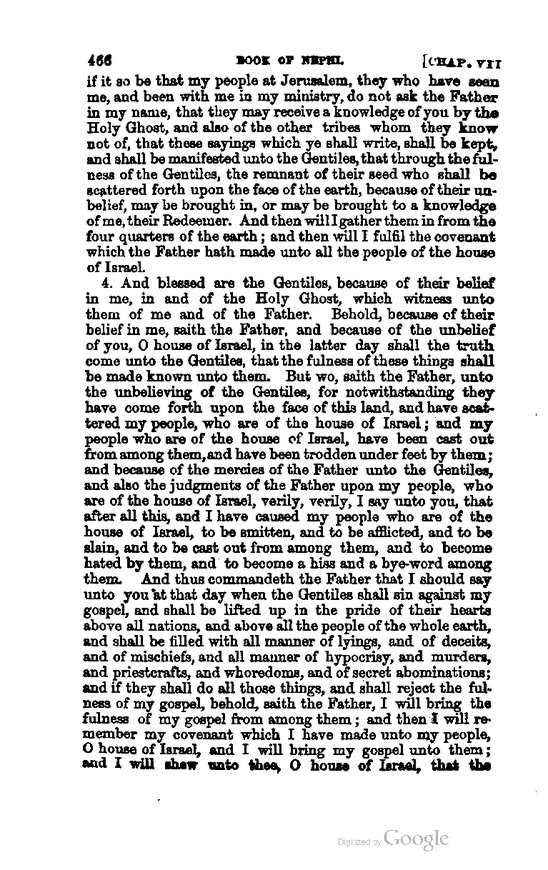 466 BOOK OF NEPHI. [CHAP. VII
if it so be that my people at Jerusalem, they who have seen
me, and been with me in my ministry, do not ask the Father
in my name, that they may receive a knowledge of you by the
Holy Ghost, and also of the other tribes whom they know
not of, that these sayings which ye shall write, shall be kept,
and shall be manifested unto the Gentiles, that through the ful-
ness of the Gentiles, the remnant of their seed who shall be
scattered forth upon the face of the earth, because of their un-
belief, may be brought in, or may be brought to a knowledge
of me, their Redeemer. And then will I gather them in from the
four quarters of the earth; and then will I fulfil the covenant
which the Father hath made unto all the people of the house
of Israel.
4. And blessed are the Gentiles, because of their belief
in me, in and of the Holy Ghost, which witness unto
them of me and of the Father. Behold, because of their
belief in me, saith the Father, and because of the unbelief
of you, O house of Israel, in the latter day shall the truth
come unto the Gentiles, that the fulness of these things shall
be made known unto them. But wo, saith the Father, unto
the unbelieving of the Gentiles, for notwithstanding they
have come forth upon the face of this land, and have scat-
tered my people, who are of the house of Israel; and my
people who are of the house of Israel, have been cast out
from among them, and have been trodden under feet by them;
and because of the mercies of the Father unto the Gentiles,
and also the judgments of the Father upon my people, who
are of the house of Israel, verily, verily, I say unto you, that
after all this, and I have caused my people who are of the
house of Israel, to be smitten, and to be afflicted, and to be
slain, and to be cast out from among them, and to become
hated by them, and to become a hiss and a bye-word among
them. And thus commandeth the Father that I should say
unto you at that day when the Gentiles shall sin against my
gospel, and shall be lifted up in the pride of their hearts
above all nations, and above all the people of the whole earth,
and shall be filled with all manner of lyings, and of deceits,
and of mischiefs, and all manner of hypocrisy, and murders,
and priestcrafts, and whoredoms, and of secret abominations;
and if they shall do all those things, and shall reject the ful-
ness of my gospel, behold, saith the Father, I will bring the
fulness of my gospel from among them; and then I will re-
member my covenant which I have made unto my people,
O house of Israel, and I will bring my gospel unto them;
and I will shew unto thee, O house of Israel, that the
Digitized by Google